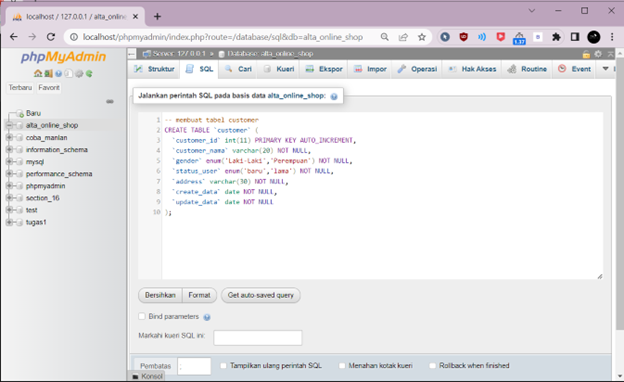 localhost / 127.0.0.1 / alta_online
localhost/phpmyadmin/index.php?route=/database/sql&db=alta_online_shop
1.37
phpMyAdmin
Terbaru Favorit
Baru
alta_online_shop
coba_manlan
information_schema
mysql
performance_schema
phpmyadmin
section_16
test
tugas1
Server: 127.0.0.1 » Database: alta_online_shop
Struktur SQL Cari Kueri Ekspor Impor Operasi Hak Akses Routine Event
Jalankan perintah SQL pada basis data alta_online_shop:
1 -- membuat tabel customer
2 CREATE TABLE `customer` (
3 `customer_id` int(11) PRIMARY KEY AUTO_INCREMENT,
4 `customer_nama` varchar(20) NOT NULL,
5 `gender` enum('Laki-Laki','Perempuan') NOT NULL,
6 `status_user` enum('baru','lama') NOT NULL,
7 `address` varchar(30) NOT NULL,
8 `create_data` date NOT NULL,
9 `update_data` date NOT NULL
10 );
Bersihkan Format Get auto-saved query
Bind parameters
Markahi kueri SQL ini:
Pembatas ; Tampilkan ulang perintah SQL Menahan kotak kueri Rollback when finished
Konsol